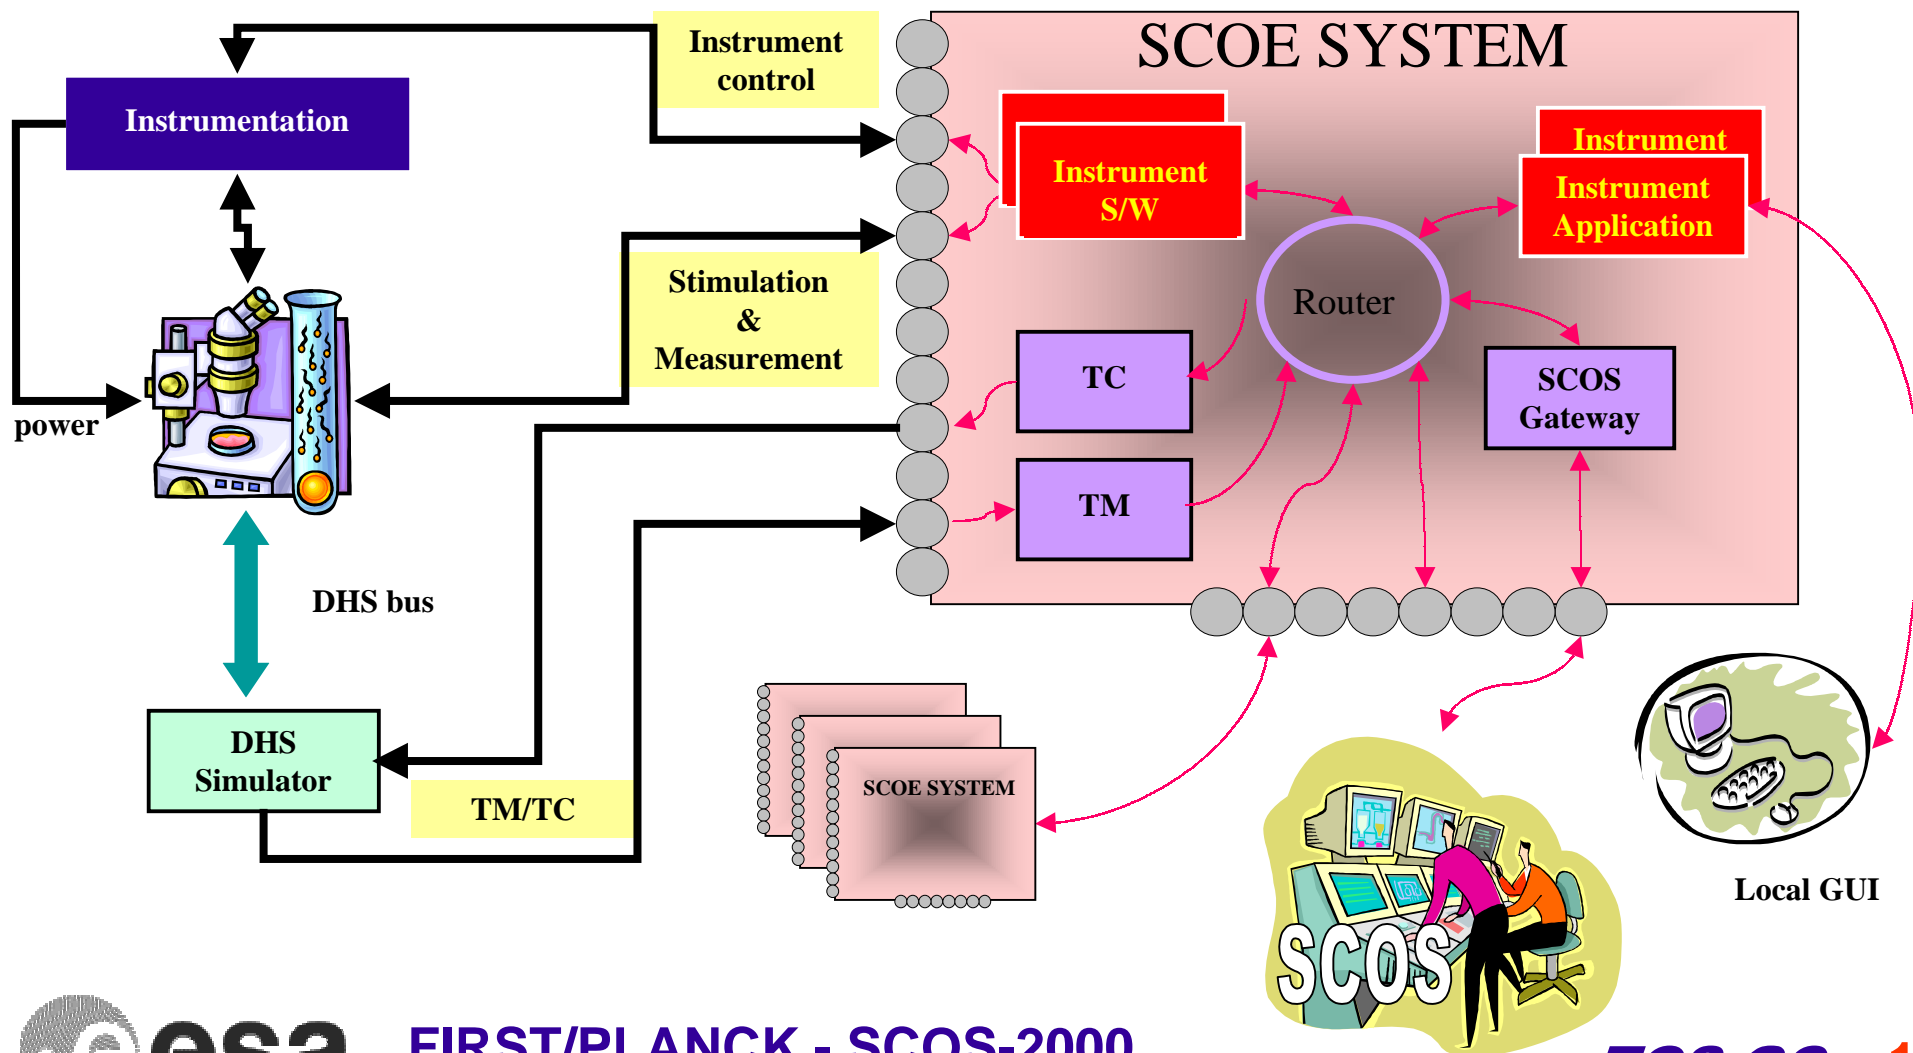 SCOE SYSTEM
Instrument
control
Instrumentation
Instrument
Instrument
S/W
Instrument
Application
Stimulation
&
Measurement
Router
TC
SCOS
Gateway
power
TM
DHS bus
DHS
Simulator
TM/TC
SCOE SYSTEM
Local GUI
SCOS
esa
FIRST/PLANCK - SCOS-2000